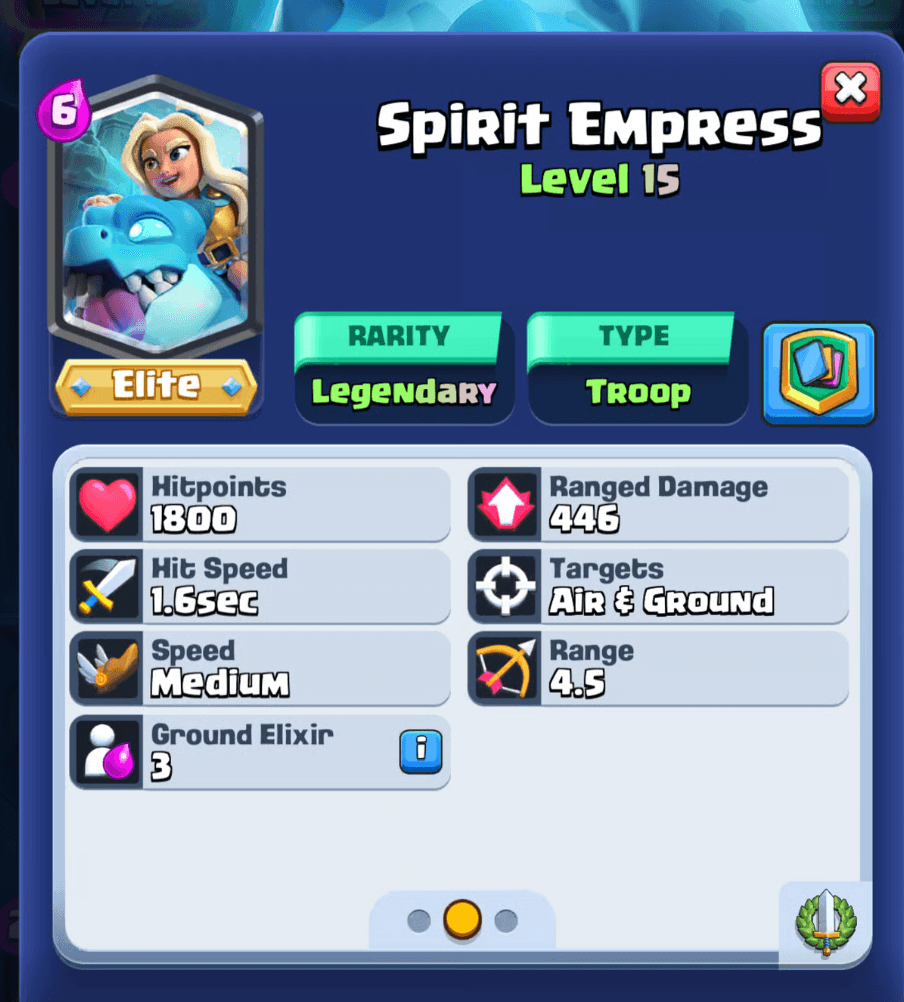 6
Spirit Empress
Level 15
RARITY
Legendary
TYPE
Troop
Elite
Hitpoints
1800
Ranged Damage
446
Hit Speed
1.6sec
Targets
Air & Ground
Speed
Medium
Range
4.5
Ground Elixir
3
i